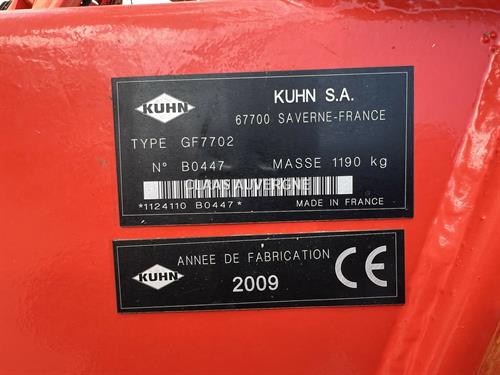 KUHN
KUHN S.A.
67700 SAVERNE-FRANCE
TYPE GF7702
N° B0447 MASSE 1190 kg
CLAAS AUVERGNE
*1124110 B0447* MADE IN FRANCE
KUHN
ANNEE DE FABRICATION
2009
CE